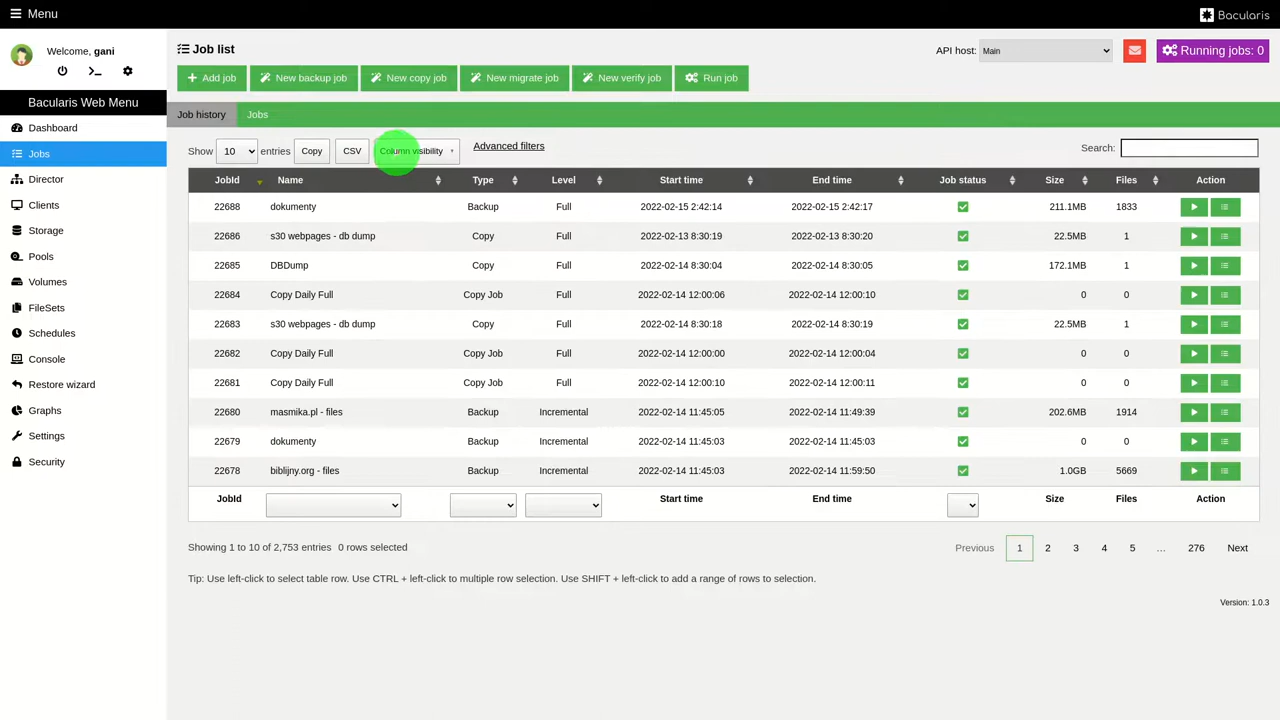 Menu
Bacularis
Welcome, gani
Bacularis Web Menu
Dashboard
Jobs
Director
Clients
Storage
Pools
Volumes
FileSets
Schedules
Console
Restore wizard
Graphs
Settings
Security
Job list
API host: Main
Running jobs: 0
Add job New backup job New copy job New migrate job New verify job Run job
Job history Jobs
Show 10 entries Copy CSV Column visibility Advanced filters Search:
JobId Name Type Level Start time End time Job status Size Files Action
22688 dokumenty Backup Full 2022-02-15 2:42:14 2022-02-15 2:42:17 211.1MB 1833
22686 s30 webpages - db dump Copy Full 2022-02-13 8:30:19 2022-02-13 8:30:20 22.5MB 1
22685 DBDump Copy Full 2022-02-14 8:30:04 2022-02-14 8:30:05 172.1MB 1
22684 Copy Daily Full Copy Job Full 2022-02-14 12:00:06 2022-02-14 12:00:10 0 0
22683 s30 webpages - db dump Copy Full 2022-02-14 8:30:18 2022-02-14 8:30:19 22.5MB 1
22682 Copy Daily Full Copy Job Full 2022-02-14 12:00:00 2022-02-14 12:00:04 0 0
22681 Copy Daily Full Copy Job Full 2022-02-14 12:00:10 2022-02-14 12:00:11 0 0
22680 masmika.pl - files Backup Incremental 2022-02-14 11:45:05 2022-02-14 11:49:39 202.6MB 1914
22679 dokumenty Backup Incremental 2022-02-14 11:45:03 2022-02-14 11:45:03 0 0
22678 biblijny.org - files Backup Incremental 2022-02-14 11:45:03 2022-02-14 11:59:50 1.0GB 5669
JobId Start time End time Size Files Action
Showing 1 to 10 of 2,753 entries 0 rows selected
Previous 1 2 3 4 5 … 276 Next
Tip: Use left-click to select table row. Use CTRL + left-click to multiple row selection. Use SHIFT + left-click to add a range of rows to selection.
Version: 1.0.3